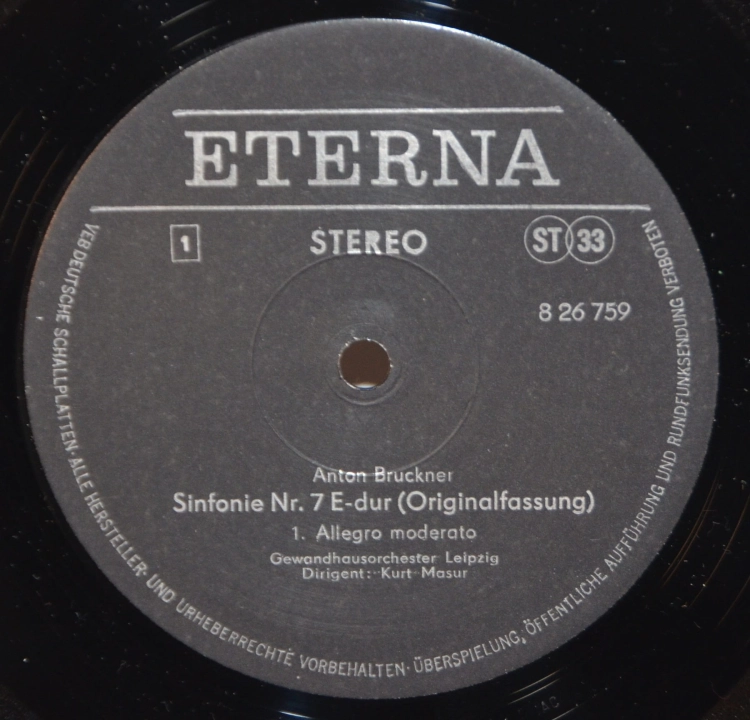 ETERNA
1 STEREO ST 33
8 26 759
Anton Bruckner
Sinfonie Nr. 7 E-dur (Originalfassung)
1. Allegro moderato
Gewandhausorchester Leipzig
Dirigent: Kurt Masur
VEB DEUTSCHE SCHALLPLATTEN · ALLE HERSTELLER- UND URHEBERRECHTE VORBEHALTEN · ÜBERSPIELUNG, ÖFFENTLICHE AUFFÜHRUNG UND RUNDFUNKSENDUNG VERBOTEN